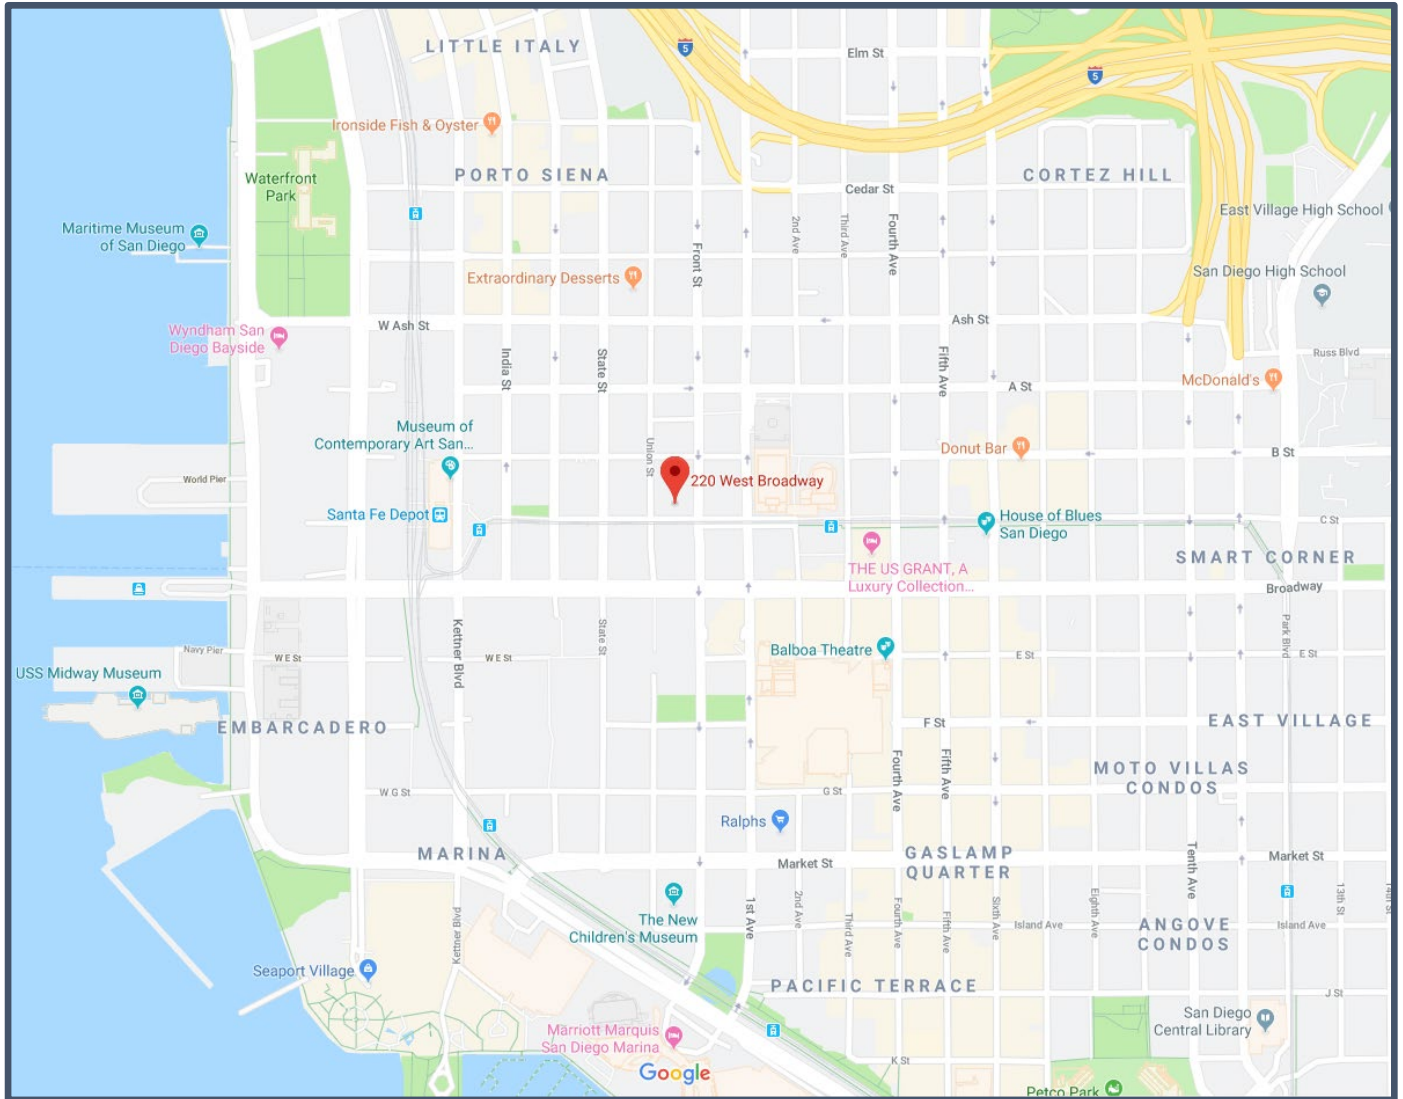 LITTLE ITALY
5
Elm St
5
Ironside Fish & Oyster
Waterfront
Park
PORTO SIENA
Cedar St
CORTEZ HILL
East Village High School
Maritime Museum
of San Diego
2nd Ave
Third Ave
Fourth Ave
Front St
Extraordinary Desserts
San Diego High School
Wyndham San
Diego Bayside
W Ash St
Ash St
India St
State St
Fifth Ave
Russ Blvd
A St
McDonald's
Museum of
Contemporary Art San...
Union St
Donut Bar
B St
World Pier
220 West Broadway
Santa Fe Depot
House of Blues
San Diego
C St
SMART CORNER
THE US GRANT, A
Luxury Collection...
Broadway
Kettner Blvd
State St
Park Blvd
Navy Pier
W E St
W E St
Balboa Theatre
E St
E St
USS Midway Museum
EMBARCADERO
F St
EAST VILLAGE
Fourth Ave
Fifth Ave
MOTO VILLAS
CONDOS
W G St
G St
Ralphs
MARINA
Market St
GASLAMP
QUARTER
Tenth Ave
Market St
The New
Children's Museum
Kettner Blvd
1st Ave
2nd Ave
Third Ave
Fourth Ave
Fifth Ave
Sixth Ave
Island Ave
Eighth Ave
ANGOVE
CONDOS
Island Ave
13th St
14th St
Seaport Village
PACIFIC TERRACE
J St
Marriott Marquis
San Diego Marina
San Diego
Central Library
K St
Google
Petco Park